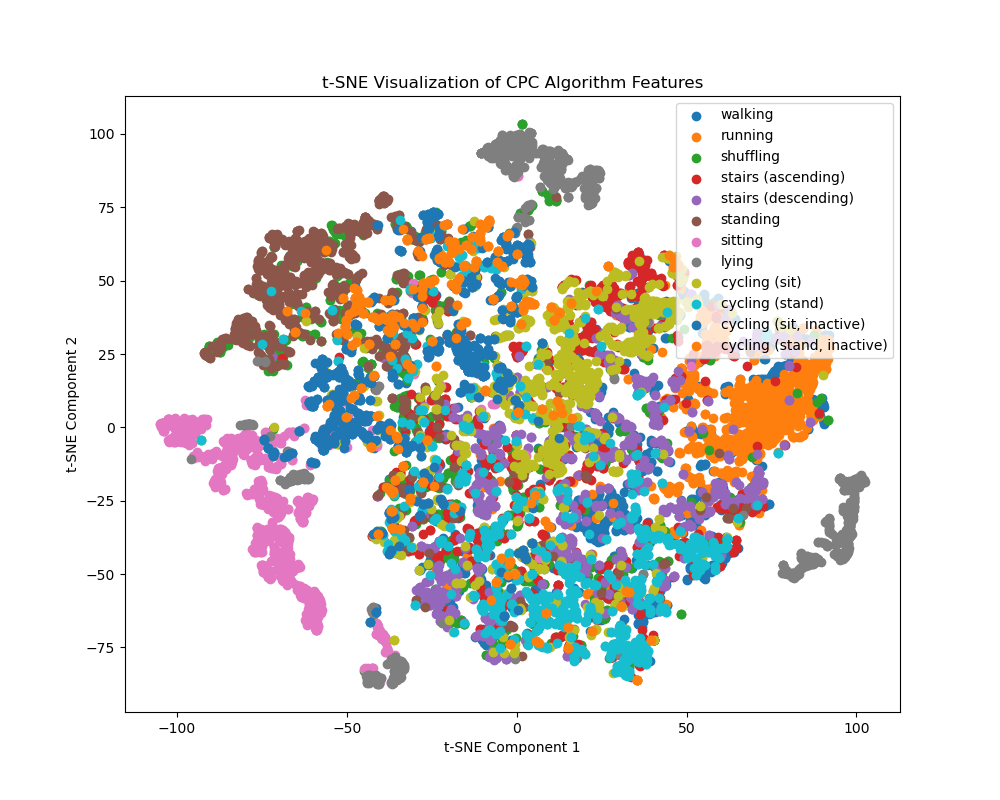 t-SNE Visualization of CPC Algorithm Features
walking
running
shuffling
stairs (ascending)
stairs (descending)
standing
sitting
lying
cycling (sit)
cycling (stand)
cycling (sit, inactive)
cycling (stand, inactive)
t-SNE Component 2
100
75
50
25
0
−25
−50
−75
−100
−50
0
50
100
t-SNE Component 1